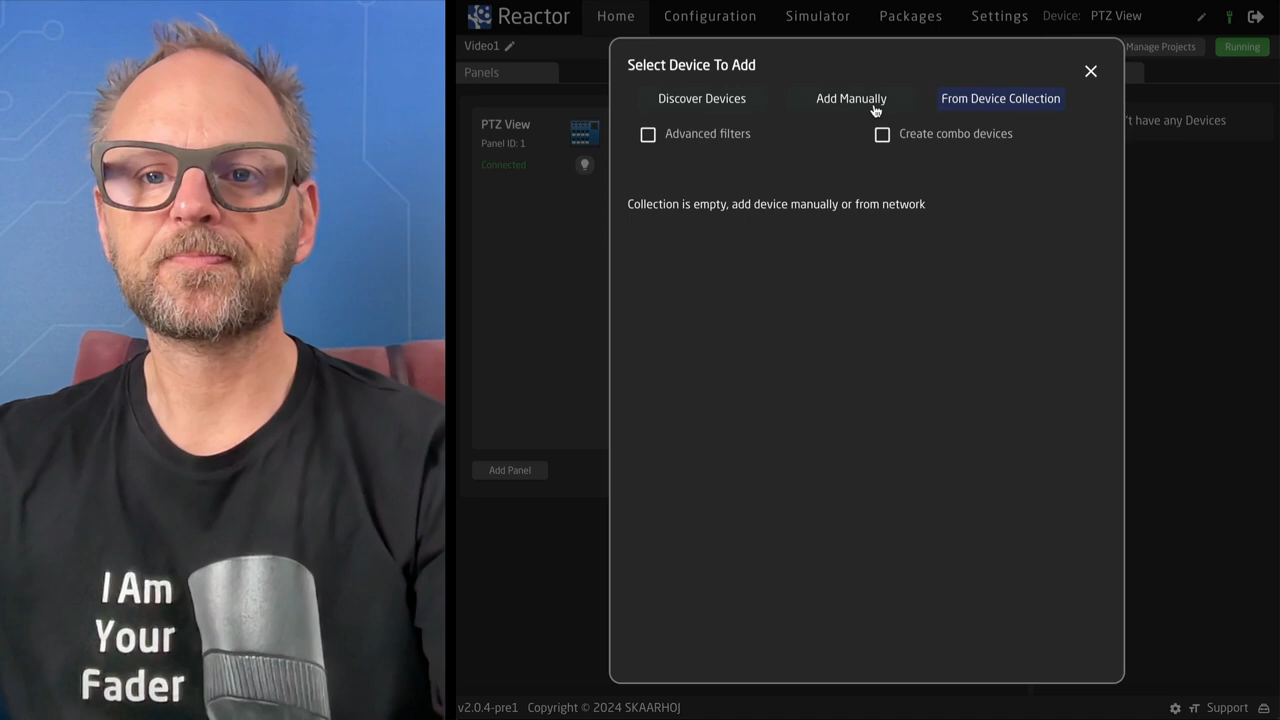 I Am
Your
Fader
Reactor
Home
Configuration
Simulator
Packages
Settings
Device: PTZ View
Video1
Manage Projects
Running
Panels
PTZ View
Panel ID: 1
Connected
Add Panel
Select Device To Add
Discover Devices
Add Manually
From Device Collection
Advanced filters
Create combo devices
Collection is empty, add device manually or from network
't have any Devices
v2.0.4-pre1 Copyright © 2024 SKAARHOJ
Support